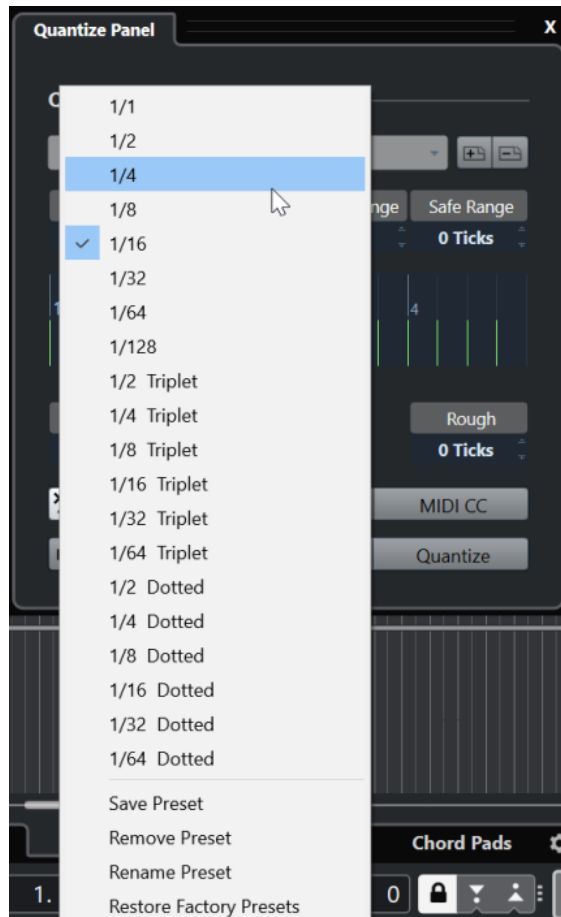 Quantize Panel
X
1/1
1/2
1/4
1/8
1/16
1/32
1/64
1/128
1/2 Triplet
1/4 Triplet
1/8 Triplet
1/16 Triplet
1/32 Triplet
1/64 Triplet
1/2 Dotted
1/4 Dotted
1/8 Dotted
1/16 Dotted
1/32 Dotted
1/64 Dotted
Save Preset
Remove Preset
Rename Preset
Restore Factory Presets
Safe Range
0 Ticks
4
Rough
0 Ticks
MIDI CC
Quantize
Chord Pads
1.
0